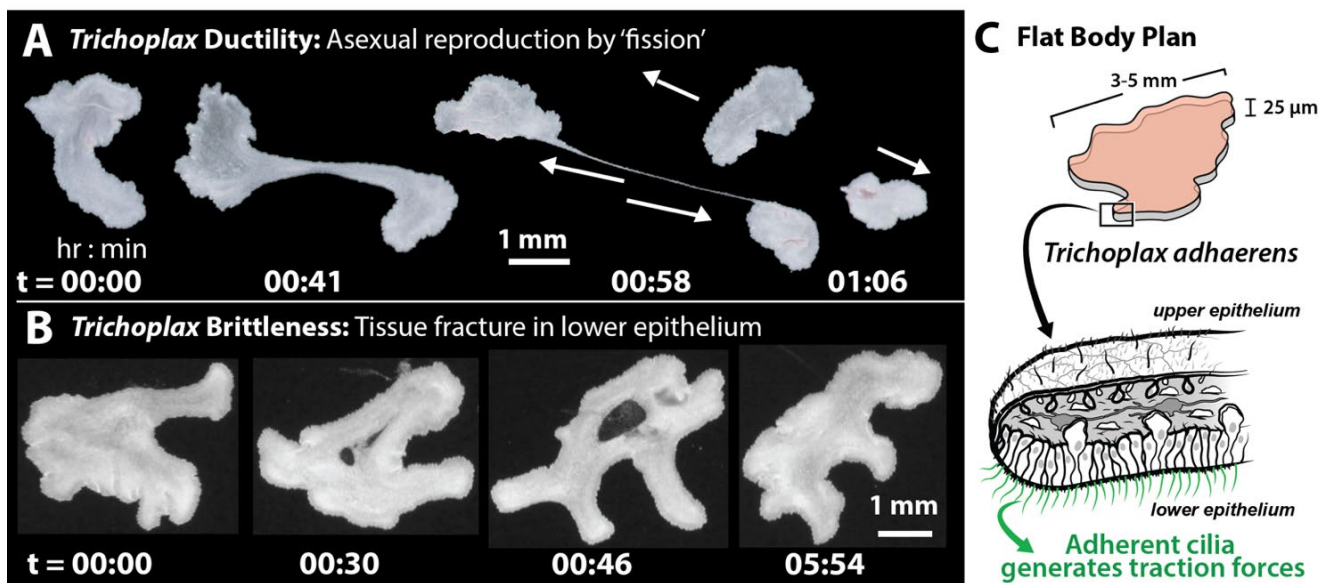 A Trichoplax Ductility: Asexual reproduction by 'fission'
hr : min
1 mm
t = 00:00 00:41 00:58 01:06
B Trichoplax Brittleness: Tissue fracture in lower epithelium
1 mm
t = 00:00 00:30 00:46 05:54
C Flat Body Plan
3-5 mm
25 µm
Trichoplax adhaerens
upper epithelium
lower epithelium
Adherent cilia
generates traction forces